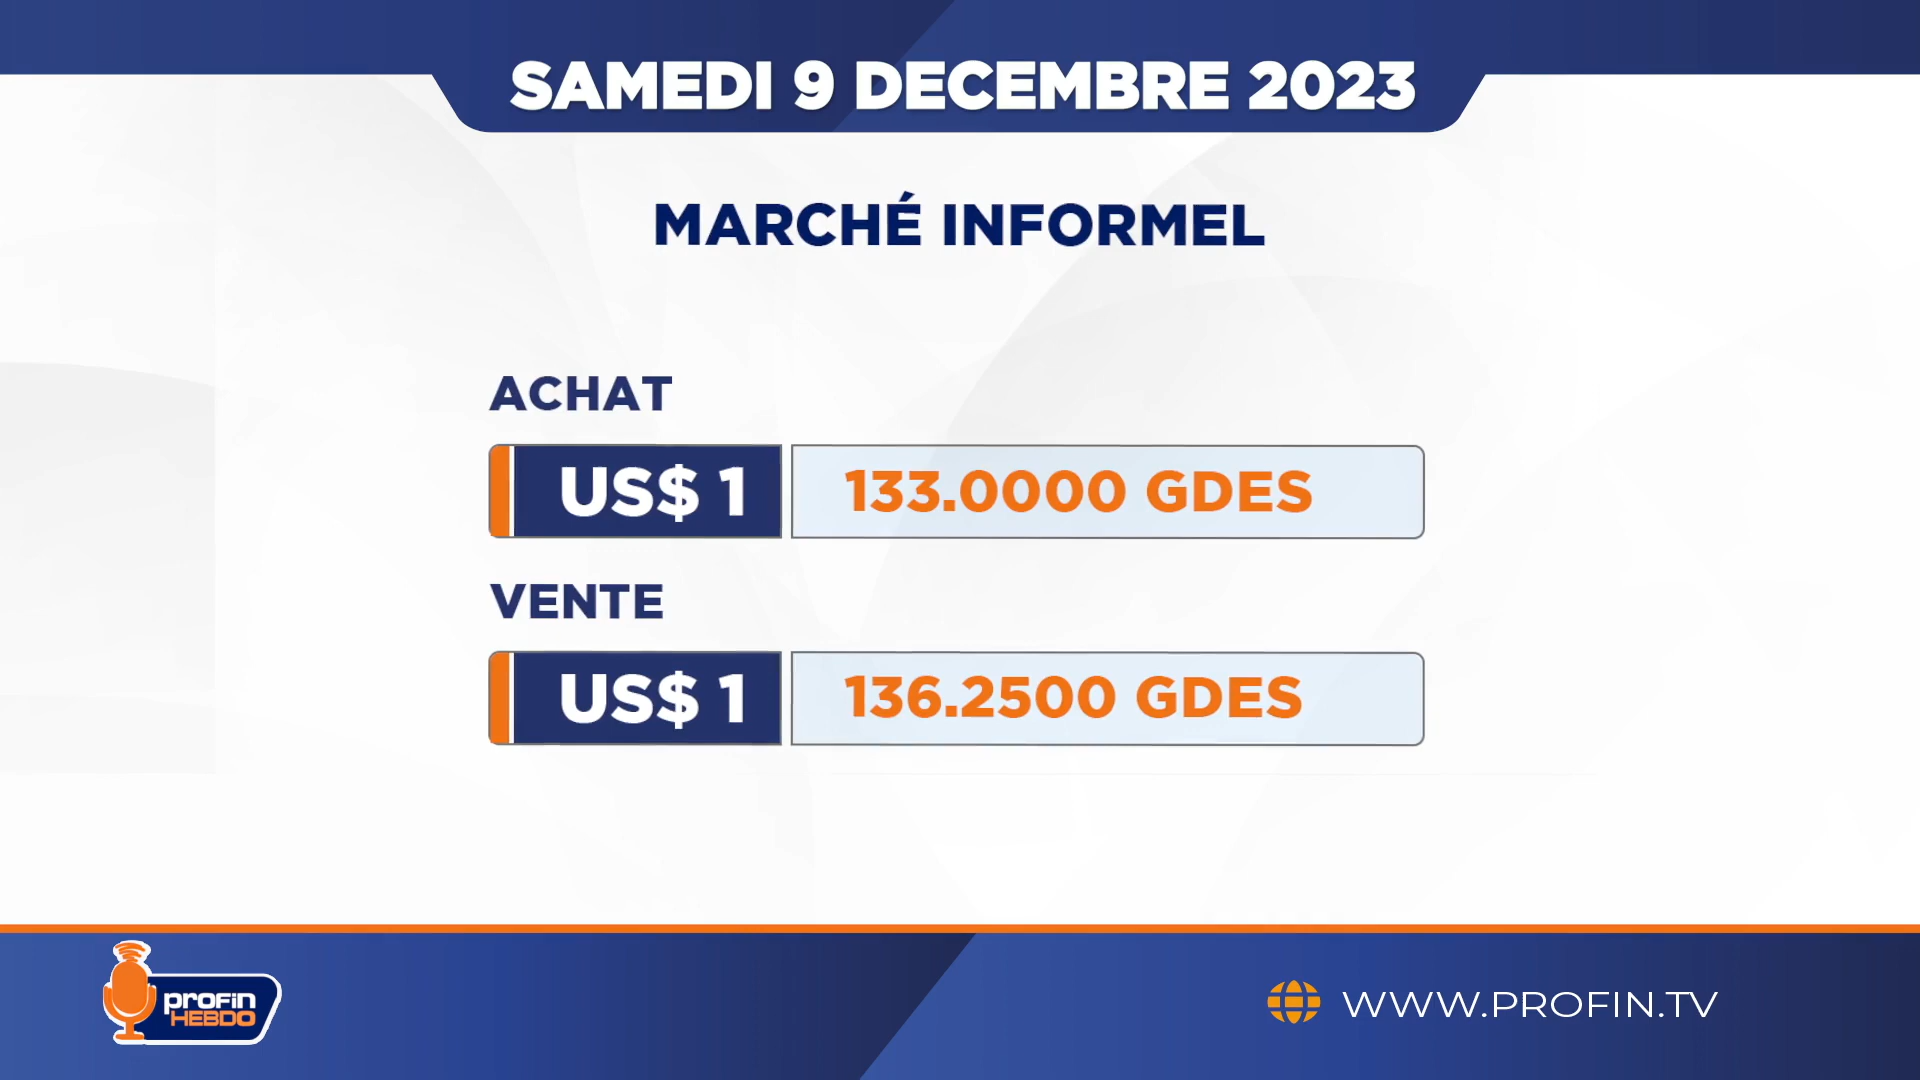 SAMEDI 9 DECEMBRE 2023
MARCHÉ INFORMEL
ACHAT
US$ 1 133.0000 GDES
VENTE
US$ 1 136.2500 GDES
PROFIN
HEBDO
WWW.PROFIN.TV